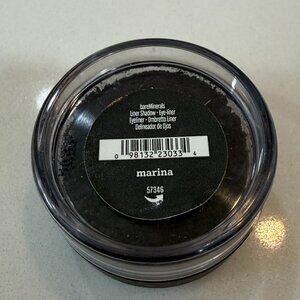 bareMinerals
Liner Shadow • Eye-liner
Eyeliner • Ombretto Liner
Delineador de Ojos
0 98132 23033 4
marina
57346